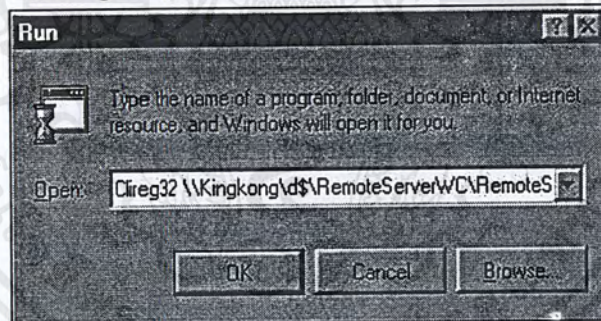 Run
Type the name of a program, folder, document, or Internet
resource, and Windows will open it for you.
Open: Clireg32 \\Kingkong\d$\RemoteServerWC\RemoteS
OK Cancel Browse...